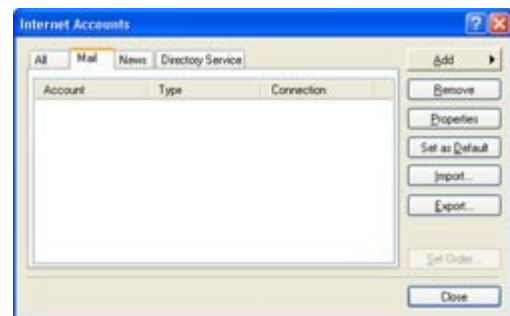 Internet Accounts
All Mail News Directory Service
Add
Account Type Connection
Remove
Properties
Set as Default
Import...
Export...
Set Order...
Close